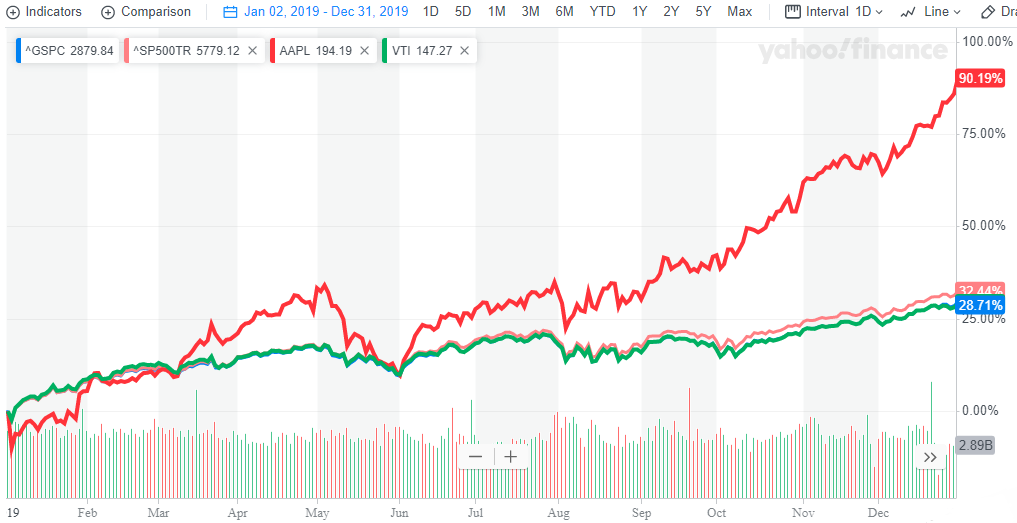 Indicators Comparison Jan 02, 2019 - Dec 31, 2019 1D 5D 1M 3M 6M YTD 1Y 2Y 5Y Max Interval 1D Line Dra
^GSPC 2879.84 ^SP500TR 5779.12 AAPL 194.19 VTI 147.27
yahoo!finance
100.00%
90.19%
75.00%
50.00%
32.44%
28.71%
25.00%
0.00%
2.89B
19 Feb Mar Apr May Jun Jul Aug Sep Oct Nov Dec